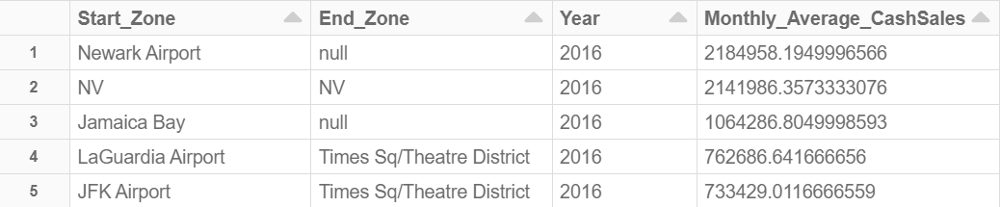 Start_Zone End_Zone Year Monthly_Average_CashSales
1 Newark Airport null 2016 2184958.1949996566
2 NV NV 2016 2141986.3573333076
3 Jamaica Bay null 2016 1064286.8049998593
4 LaGuardia Airport Times Sq/Theatre District 2016 762686.641666656
5 JFK Airport Times Sq/Theatre District 2016 733429.0116666559